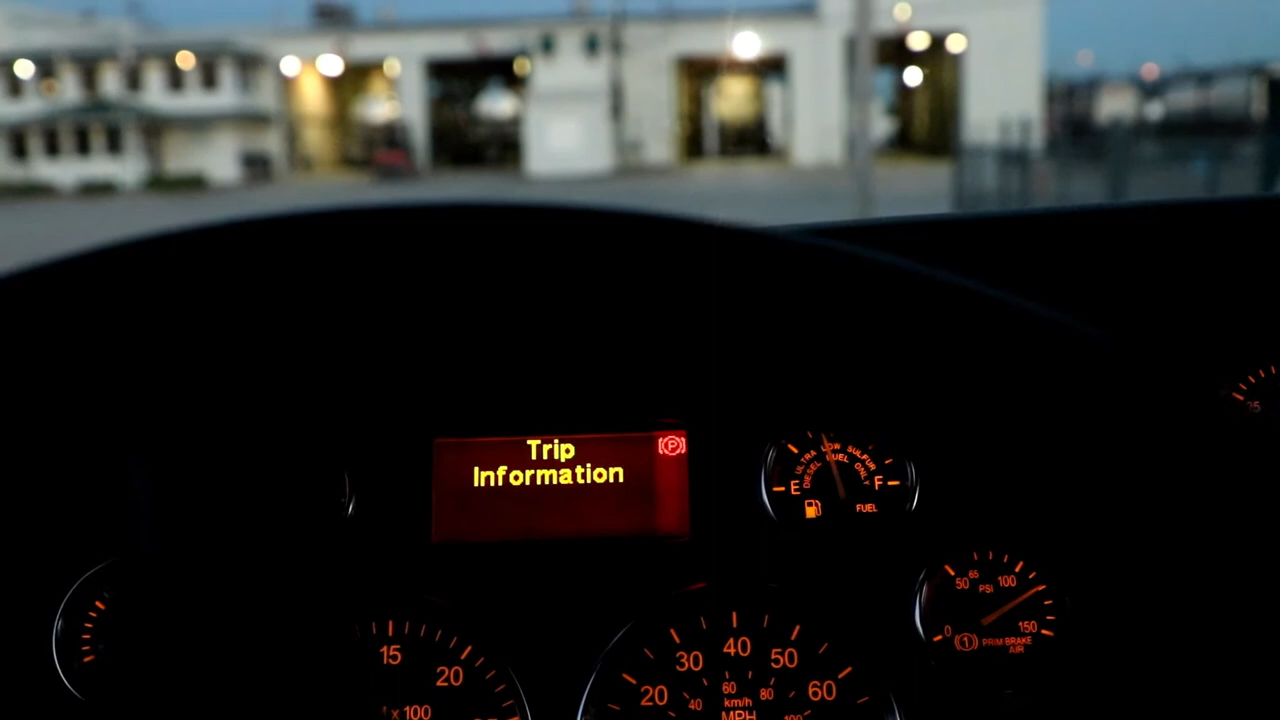 Trip
Information
P
ULTRA LOW SULFUR
DIESEL FUEL ONLY
E
F
FUEL
50
65
100
PSI
0
150
1
PRIM BRAKE
AIR
15
20
x 100
20
30
40
50
60
40
60
80
km/h
MPH